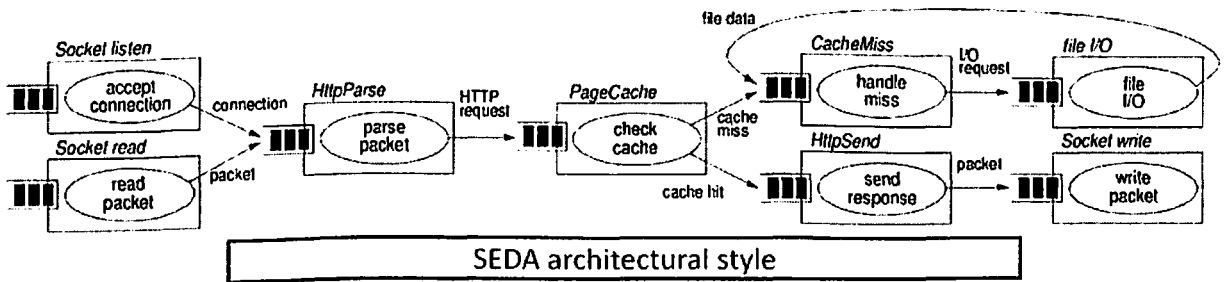 file data
Socket listen
accept
connection
connection
Socket read
read
packet
packet
HttpParse
parse
packet
HTTP
request
PageCache
check
cache
cache
miss
cache hit
CacheMiss
handle
miss
I/O
request
file I/O
file
I/O
HttpSend
send
response
packet
Socket write
write
packet
SEDA architectural style